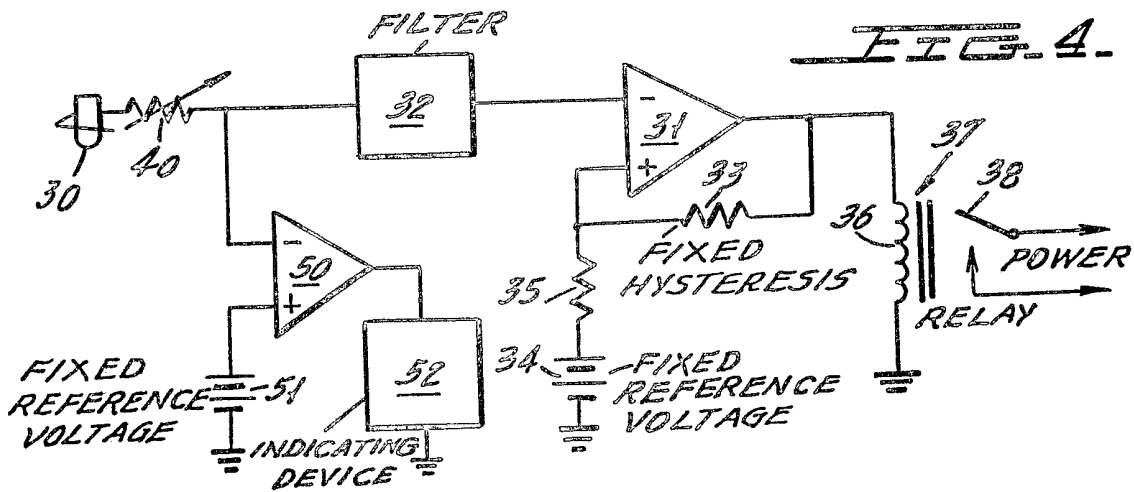 FILTER
FIG. 4.
32
31
30
40
33
37
38
36
FIXED
HYSTERESIS
POWER
RELAY
50
35
34
FIXED
REFERENCE
VOLTAGE
52
FIXED
REFERENCE
VOLTAGE
51
INDICATING
DEVICE